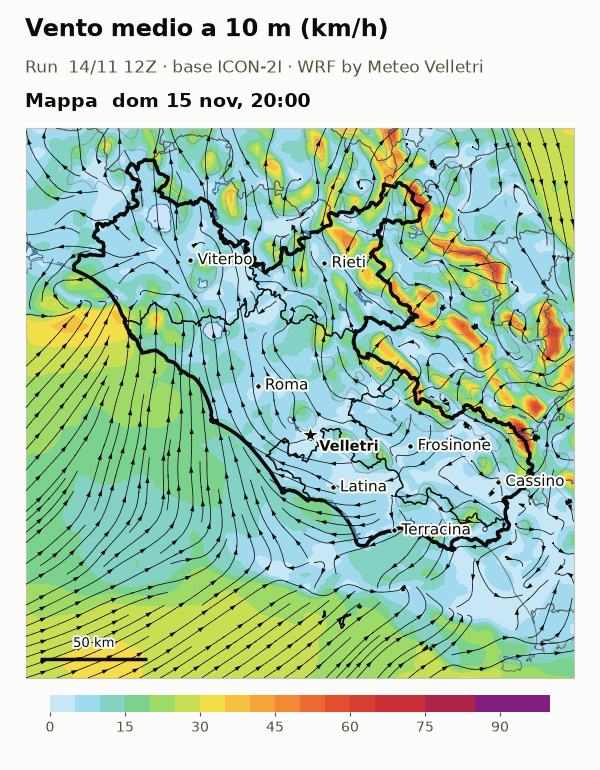 Vento medio a 10 m (km/h)
Run  14/11 12Z · base ICON-2I · WRF by Meteo Velletri
Mappa  dom 15 nov, 20:00
Viterbo
Rieti
Roma
Velletri
Frosinone
Cassino
Latina
Terracina
50 km
0 15 30 45 60 75 90